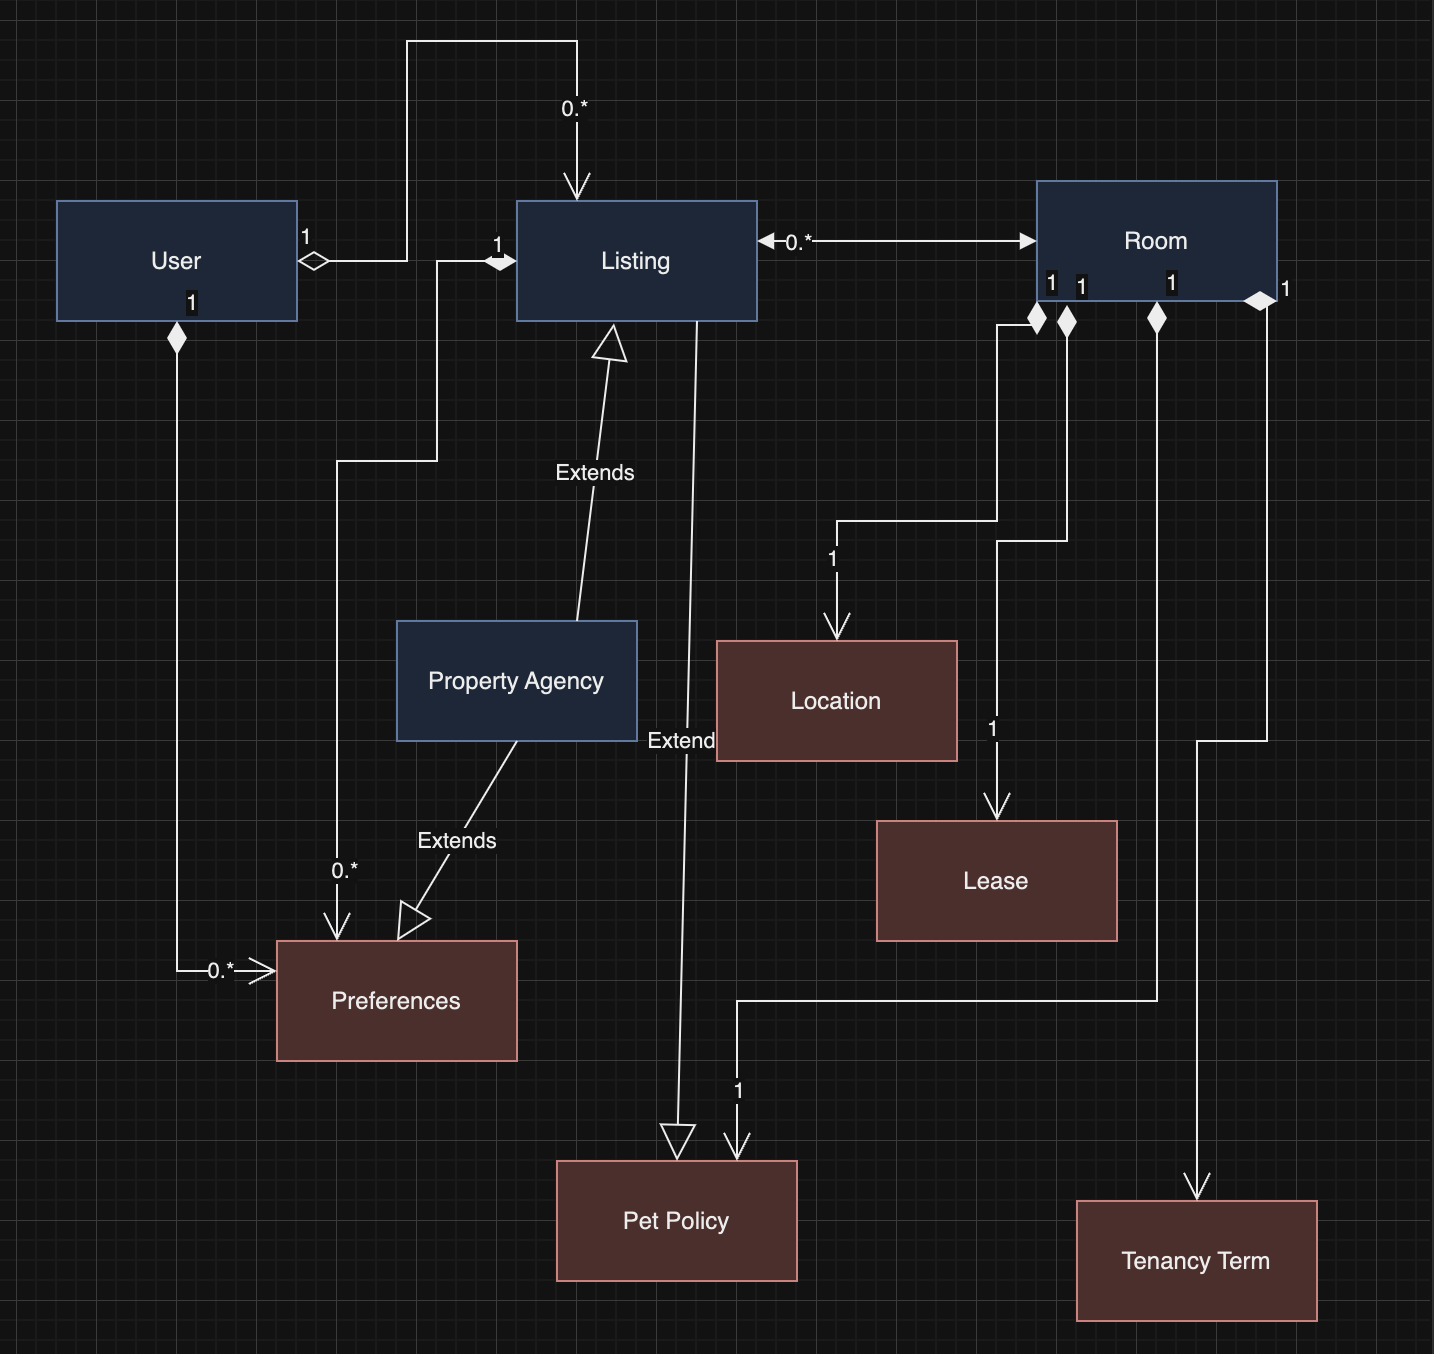 0.*
User
1
1
1
Listing
0.*
Room
1
1
1
1
Extends
1
Property Agency
Location
Extend
1
Extends
0.*
Lease
0.*
Preferences
1
Pet Policy
Tenancy Term